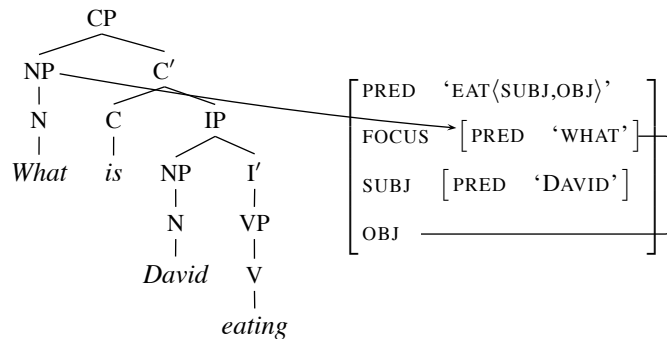 CP
NP C′
N C IP
What is NP I′
N VP
David V
eating
PRED ‘EAT⟨SUBJ,OBJ⟩’
FOCUS [PRED ‘WHAT’]
SUBJ [PRED ‘DAVID’]
OBJ